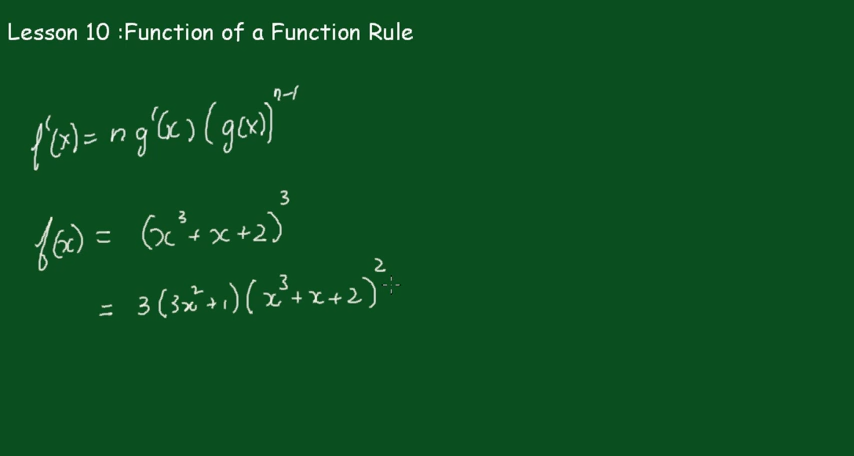 Lesson 10 :Function of a Function Rule
f'(x) = n g'(x) (g(x))^{n-1}
f(x) = (x^3 + x + 2)^3
= 3(3x^2 + 1)(x^3 + x + 2)^2